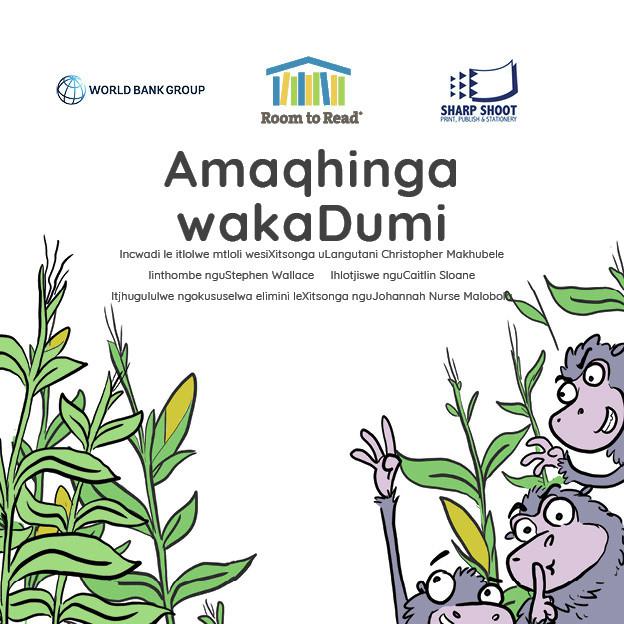 WORLD BANK GROUP
Room to Read
SHARP SHOOT
PRINT, PUBLISH & STATIONERY
Amaqhinga
wakaDumi
Incwadi le itlolwe mtloli wesiXitsonga uLangutani Christopher Makhubele
Iinthombe nguStephen Wallace Ihlotjiswe nguCaitlin Sloane
Itjhugululwe ngokususelwa elimini leXitsonga nguJohannah Nurse Malobola